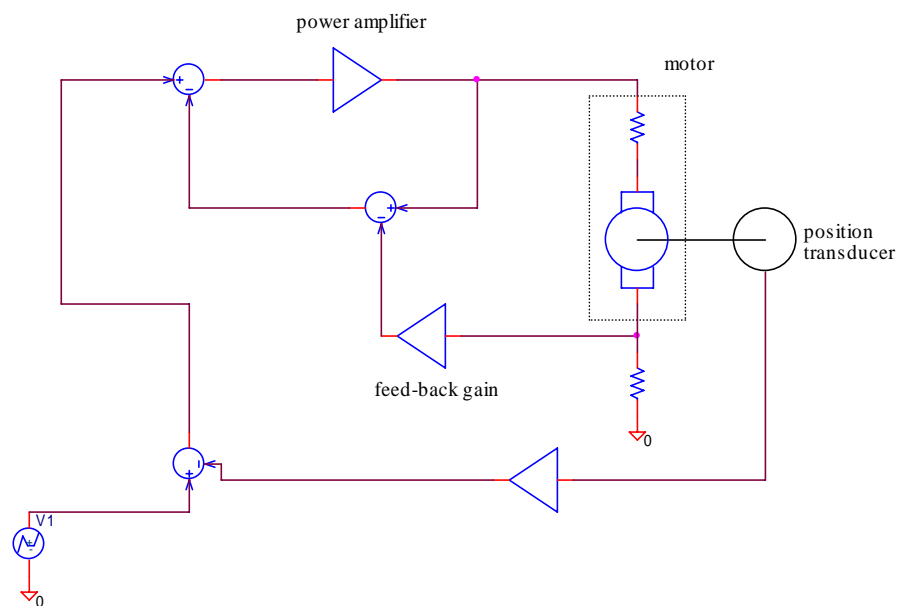 power amplifier
motor
+
-
+
-
position
transducer
feed-back gain
0
-
+
V1
+
-
0